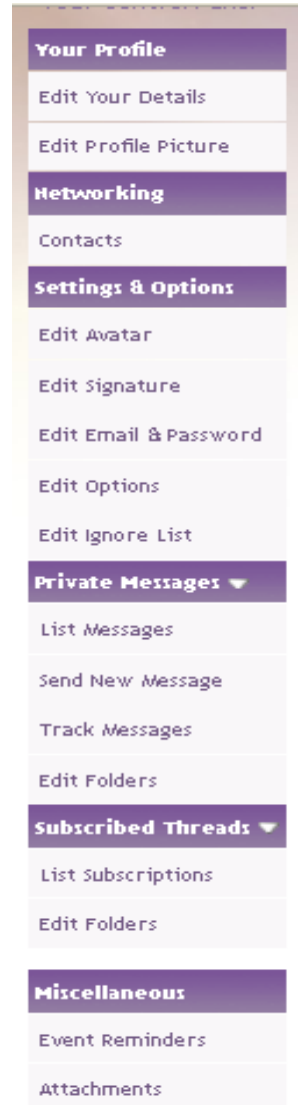 Your Profile
Edit Your Details
Edit Profile Picture
Networking
Contacts
Settings & Options
Edit Avatar
Edit Signature
Edit Email & Password
Edit Options
Edit Ignore List
Private Messages
List Messages
Send New Message
Track Messages
Edit Folders
Subscribed Threads
List Subscriptions
Edit Folders
Miscellaneous
Event Reminders
Attachments